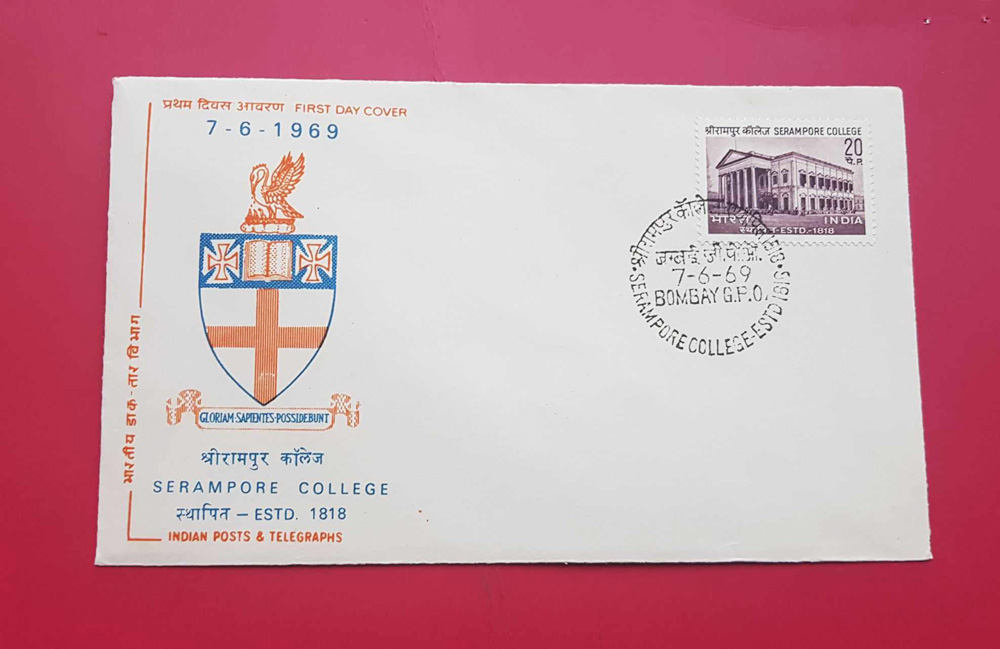 प्रथम दिवस आवरण FIRST DAY COVER
7-6-1969
GLORIAM·SAPIENTES·POSSIDEBUNT
श्रीरामपुर कॉलेज
SERAMPORE COLLEGE
स्थापित – ESTD. 1818
INDIAN POSTS & TELEGRAPHS
भारतीय डाक-तार विभाग
श्रीरामपुर कॉलेज SERAMPORE COLLEGE
20
पै.P.
भारत INDIA
स्थापित-ESTD.-1818
श्रीरामपुर कॉलेज
7-6-69
BOMBAY G.P.O.
SERAMPORE COLLEGE-ESTD 1818